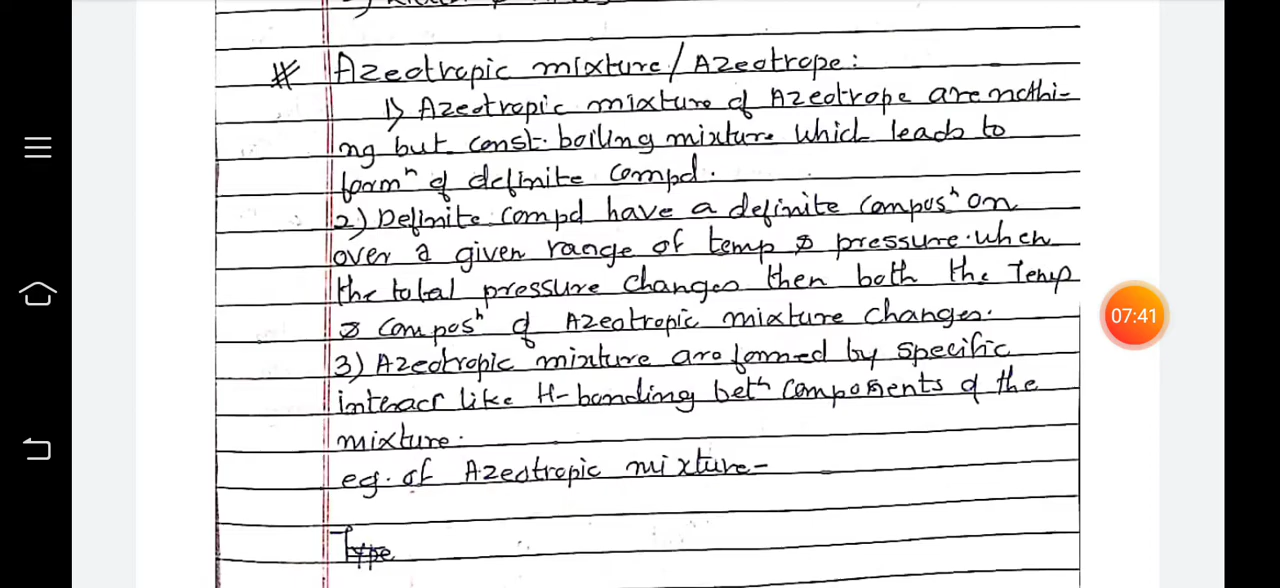 # Azeotropic mixture/Azeotrope:
1) Azeotropic mixture of Azeotrope are nothi-
ng but const. boiling mixture which leads to
formⁿ of definite compd.
2) Definite compd have a definite composⁿ on
over a given range of temp & pressure. when
the total pressure changes then both the Temp
& composⁿ of Azeotropic mixture changes.
3) Azeotropic mixture are formed by specific
interacⁿ like H-bonding betⁿ components of the
mixture.
eg. of Azeotropic mixture-
Type
07:41